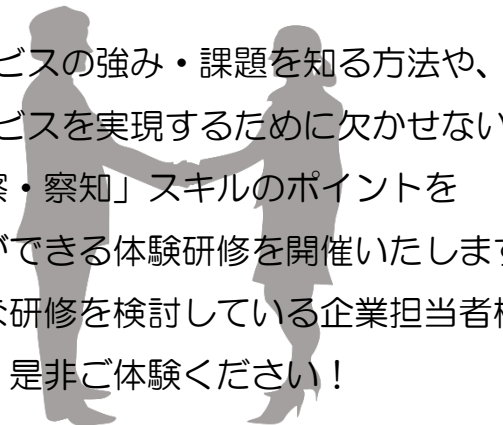 ビスの強み・課題を知る方法や、
ビスを実現するために欠かせない
・察知」スキルのポイントを
ができる体験研修を開催いたします
な研修を検討している企業担当者
是非ご体験ください！